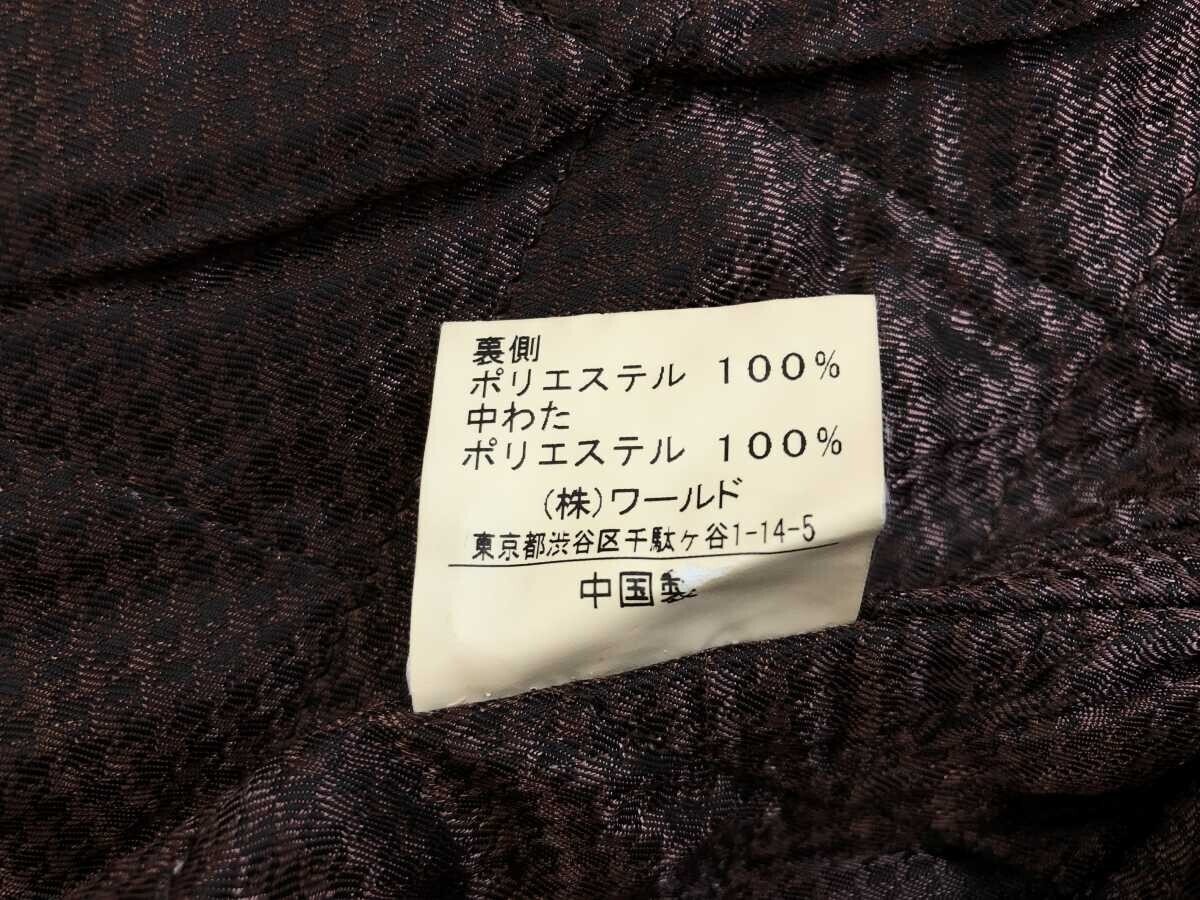 裏側
ポリエステル 100%
中わた
ポリエステル 100%
(株)ワールド
東京都渋谷区千駄ヶ谷1-14-5
中国製